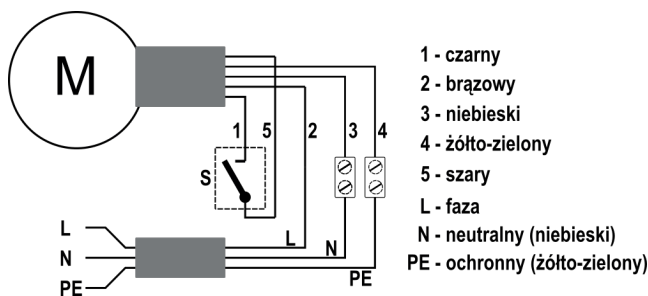 M
1 5 2 3 4
S
L
N
PE
L
N
PE
1 - czarny
2 - brązowy
3 - niebieski
4 - żółto-zielony
5 - szary
L - faza
N - neutralny (niebieski)
PE - ochronny (żółto-zielony)